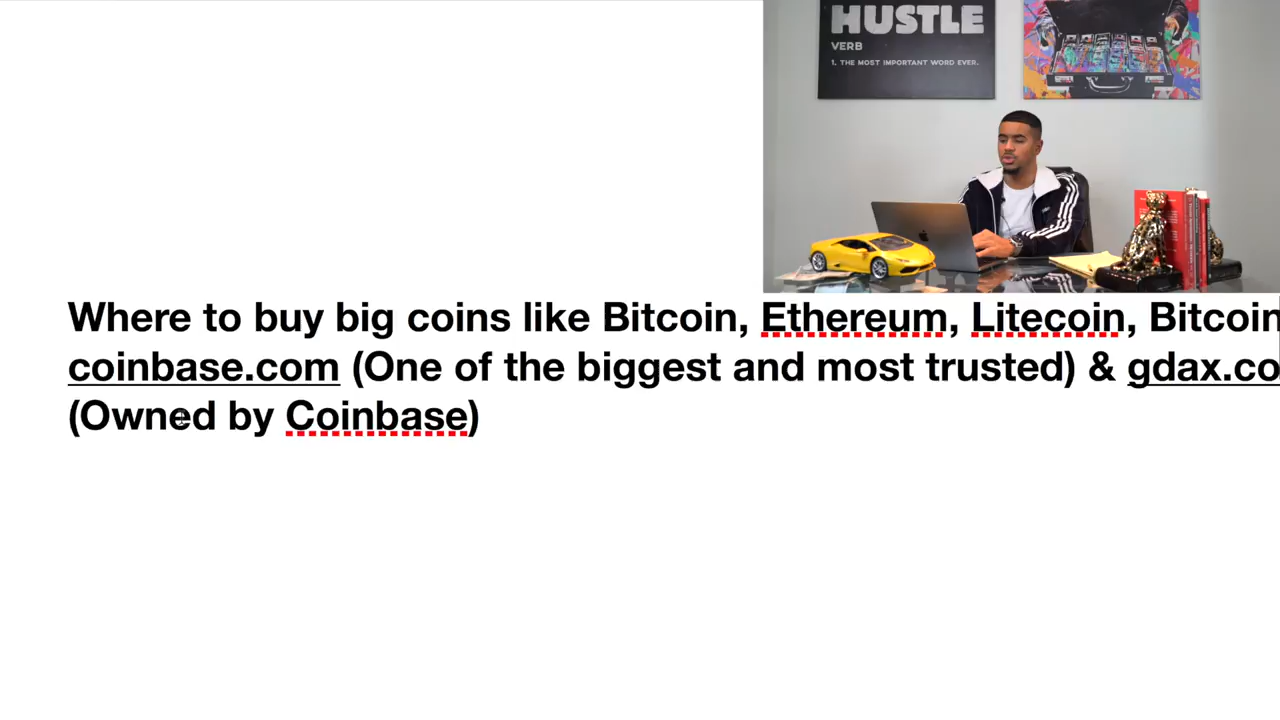 HUSTLE
VERB
1. THE MOST IMPORTANT WORD EVER.
Where to buy big coins like Bitcoin, Ethereum, Litecoin, Bitcoin
coinbase.com (One of the biggest and most trusted) & gdax.co
(Owned by Coinbase)